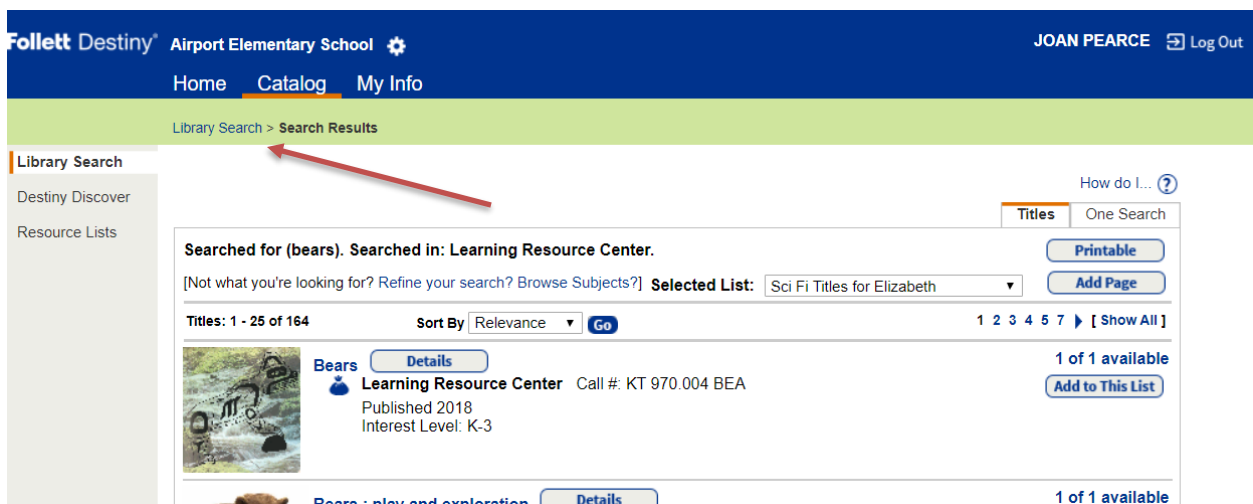 Follett Destiny® Airport Elementary School JOAN PEARCE Log Out
Home Catalog My Info
Library Search > Search Results
Library Search
Destiny Discover
Resource Lists
How do I... ?
Titles One Search
Searched for (bears). Searched in: Learning Resource Center. Printable
[Not what you're looking for? Refine your search? Browse Subjects?] Selected List: Sci Fi Titles for Elizabeth Add Page
Titles: 1 - 25 of 164 Sort By Relevance Go 1 2 3 4 5 7 [ Show All ]
Bears Details 1 of 1 available
Learning Resource Center Call #: KT 970.004 BEA Add to This List
Published 2018
Interest Level: K-3
Bears : play and exploration Details 1 of 1 available